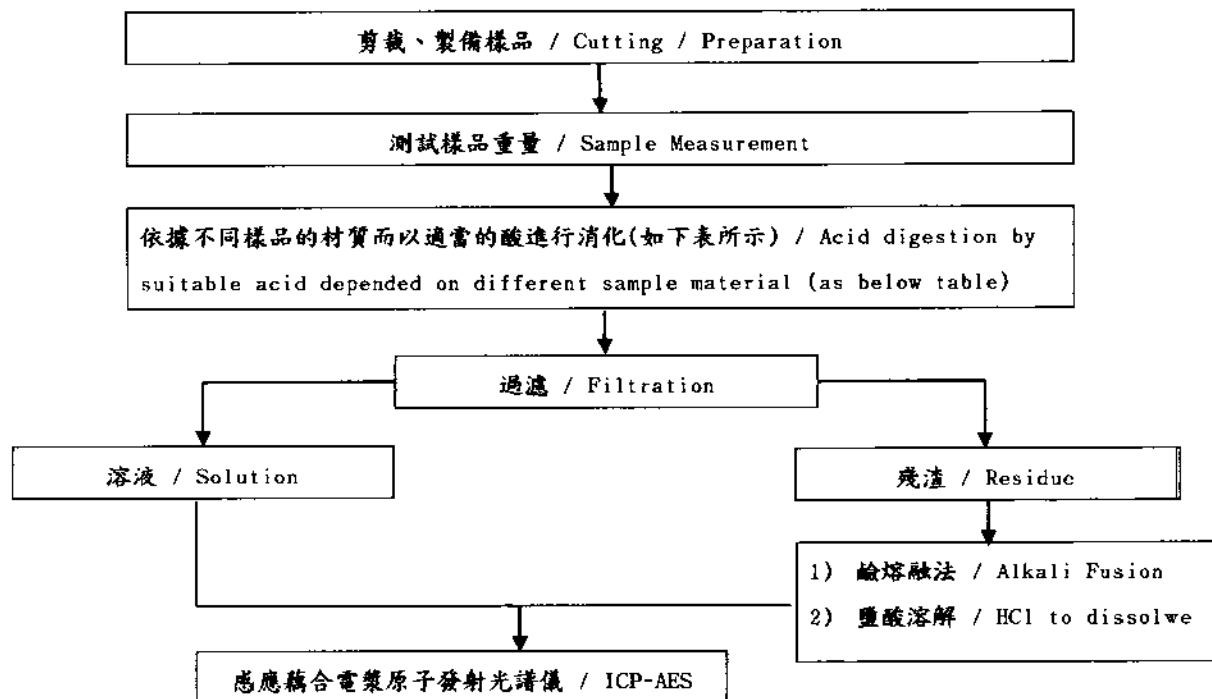 剪裁、製備樣品 / Cutting / Preparation
測試樣品重量 / Sample Measurement
依據不同樣品的材質而以適當的酸進行消化(如下表所示) / Acid digestion by
suitable acid depended on different sample material (as below table)
過濾 / Filtration
溶液 / Solution
殘渣 / Residue
1) 鹼熔融法 / Alkali Fusion
2) 鹽酸溶解 / HCl to dissolwe
感應耦合電漿原子發射光譜儀 / ICP-AES